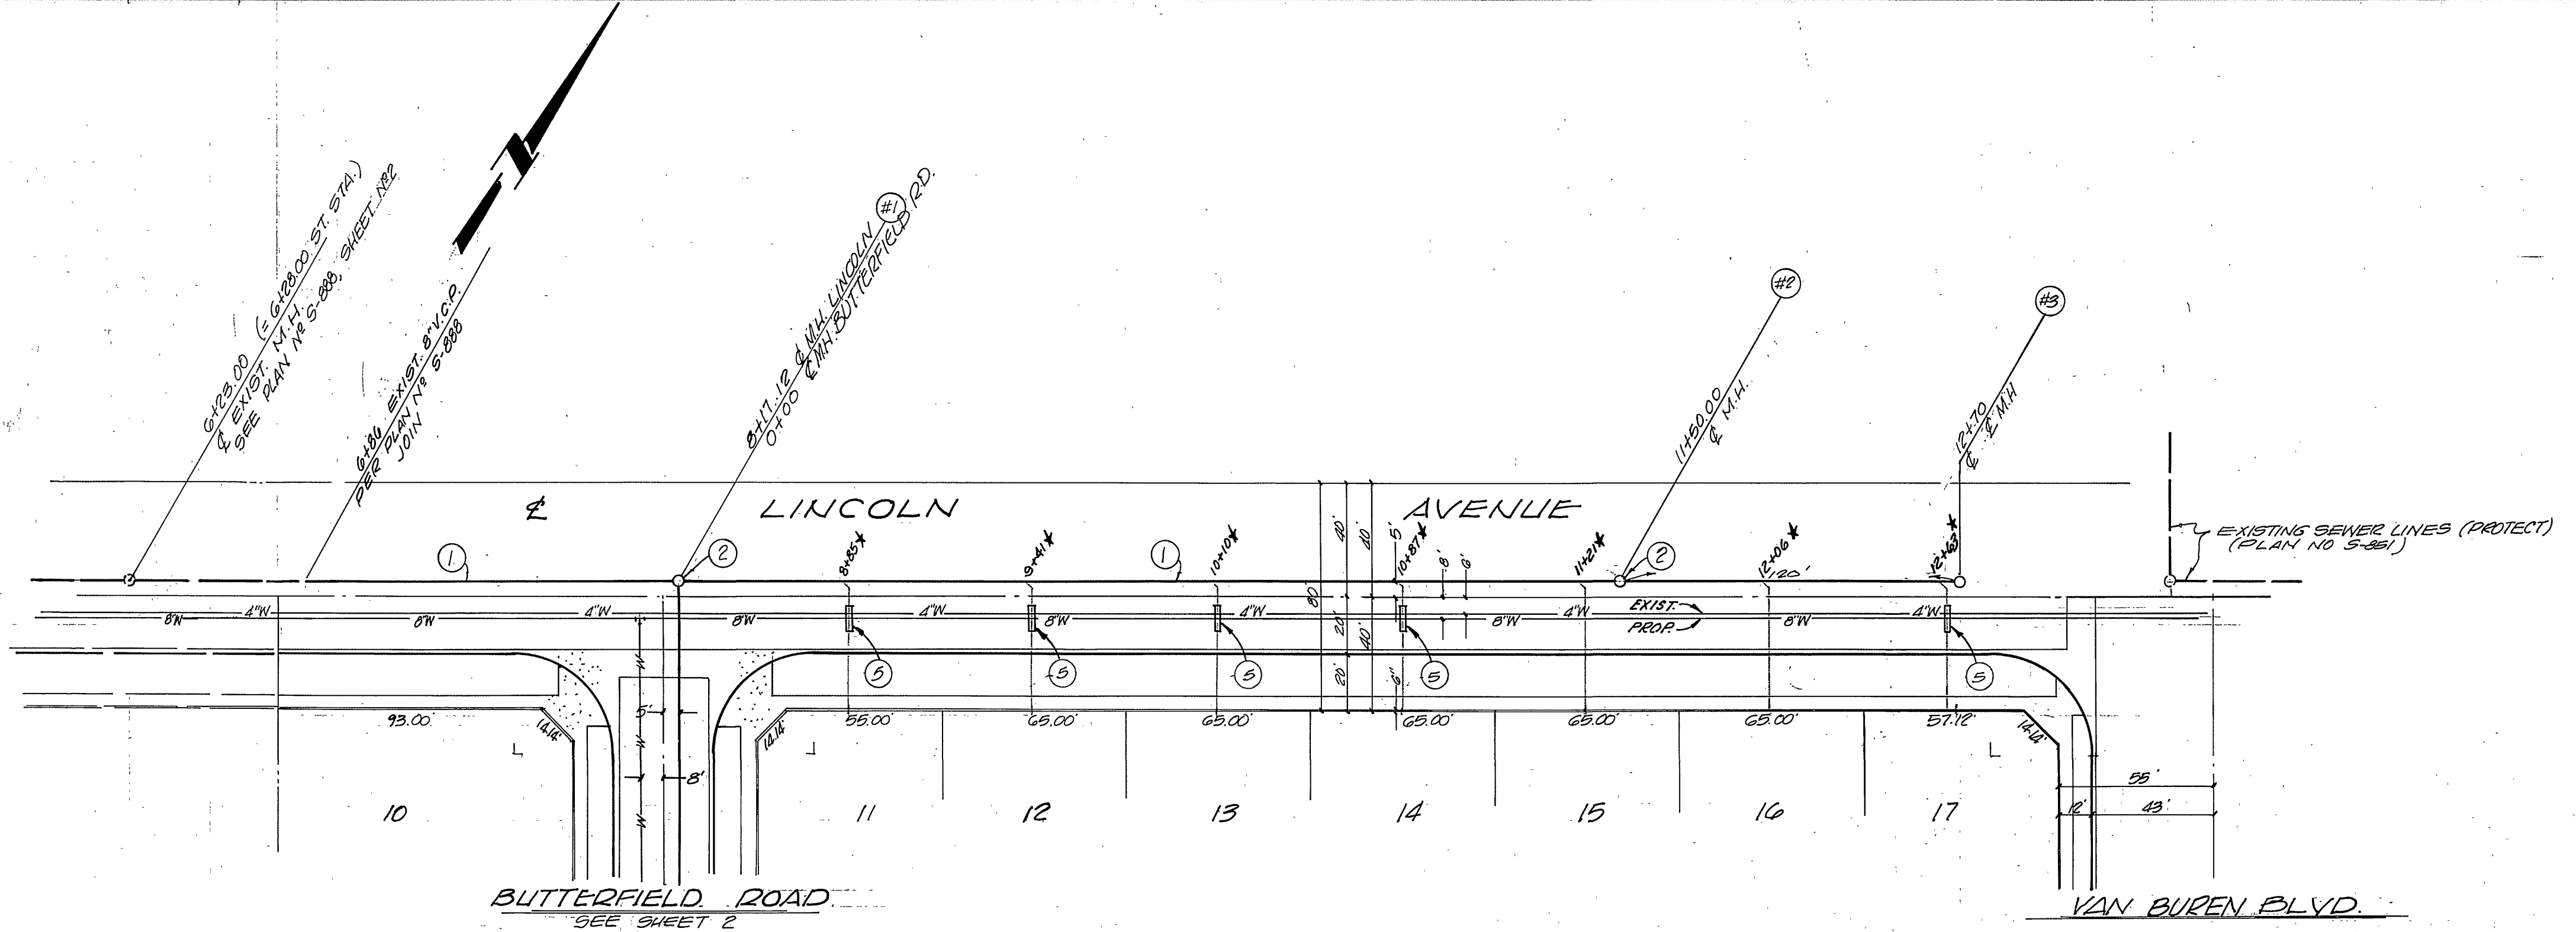 6+23.00 (= 6+28.00 ST. STA.)
℄ EXIST. M.H.
SEE PLAN Nº S-888, SHEET Nº2
6+86 EXIST. 8" V.C.P.
PER PLAN Nº S-888
JOIN
N
#1
8+17.12 ℄ M.H. LINCOLN
0+00 ℄ M.H. BUTTERFIELD RD.
#2
11+50.00
℄ M.H.
#3
12+70
℄ M.H
℄ LINCOLN AVENUE
EXISTING SEWER LINES (PROTECT)
(PLAN NO S-851)
1
2
8+85*
9+41*
10+10*
1
10+87*
11+21*
2
12+06*
120'
12+63*
40'
40'
5'
8'
6'
80'
20'
40'
20'
6"
8"W 4"W 8"W 4"W 8"W 4"W 8"W 4"W 8"W 4"W 8"W 4"W
EXIST.
PROP.
5
5
5
5
5
93.00'
14.14'
5'
W
W
W
8'
14.14'
55.00'
65.00'
65.00'
65.00'
65.00'
65.00'
57.12'
14.14'
L
L
L
55'
12'
43'
10 11 12 13 14 15 16 17
BUTTERFIELD ROAD
SEE SHEET 2
VAN BUREN BLVD.